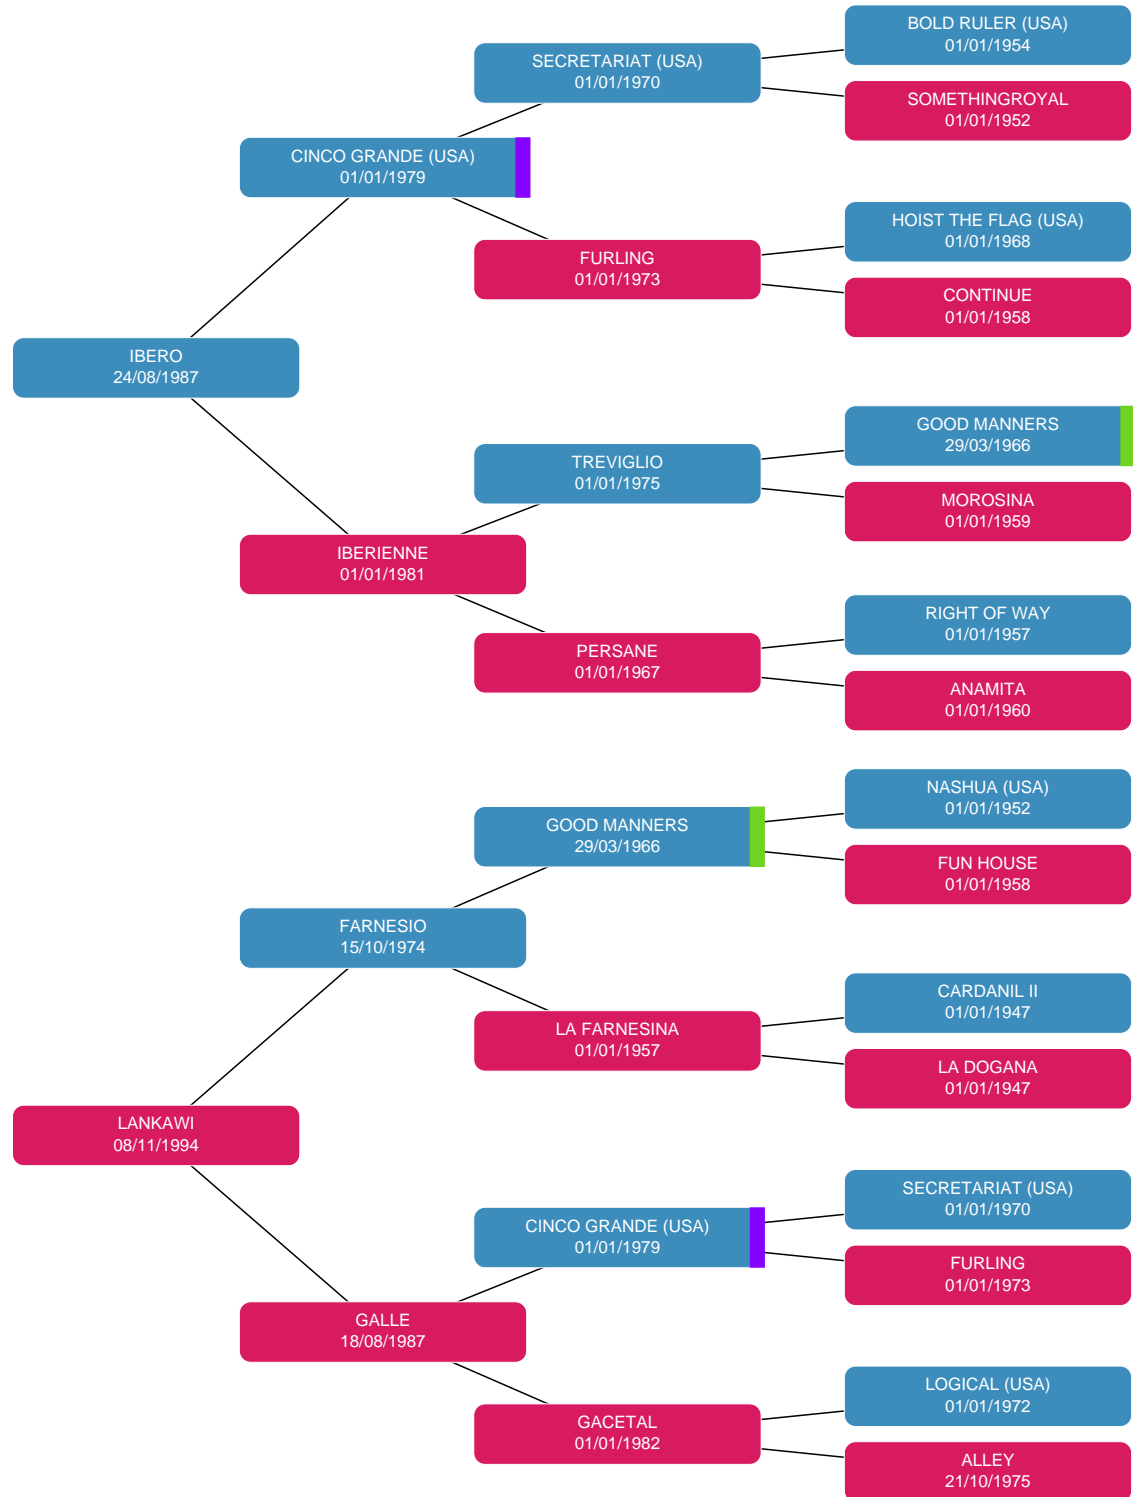 BOLD RULER (USA)
01/01/1954
SECRETARIAT (USA)
01/01/1970
SOMETHINGROYAL
01/01/1952
CINCO GRANDE (USA)
01/01/1979
HOIST THE FLAG (USA)
01/01/1968
FURLING
01/01/1973
CONTINUE
01/01/1958
IBERO
24/08/1987
GOOD MANNERS
29/03/1966
TREVIGLIO
01/01/1975
MOROSINA
01/01/1959
IBERIENNE
01/01/1981
RIGHT OF WAY
01/01/1957
PERSANE
01/01/1967
ANAMITA
01/01/1960
NASHUA (USA)
01/01/1952
GOOD MANNERS
29/03/1966
FUN HOUSE
01/01/1958
FARNESIO
15/10/1974
CARDANIL II
01/01/1947
LA FARNESINA
01/01/1957
LA DOGANA
01/01/1947
LANKAWI
08/11/1994
SECRETARIAT (USA)
01/01/1970
CINCO GRANDE (USA)
01/01/1979
FURLING
01/01/1973
GALLE
18/08/1987
LOGICAL (USA)
01/01/1972
GACETAL
01/01/1982
ALLEY
21/10/1975